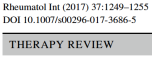 Rheumatol Int (2017) 37:1249–1255
DOI 10.1007/s00296-017-3686-5
THERAPY REVIEW